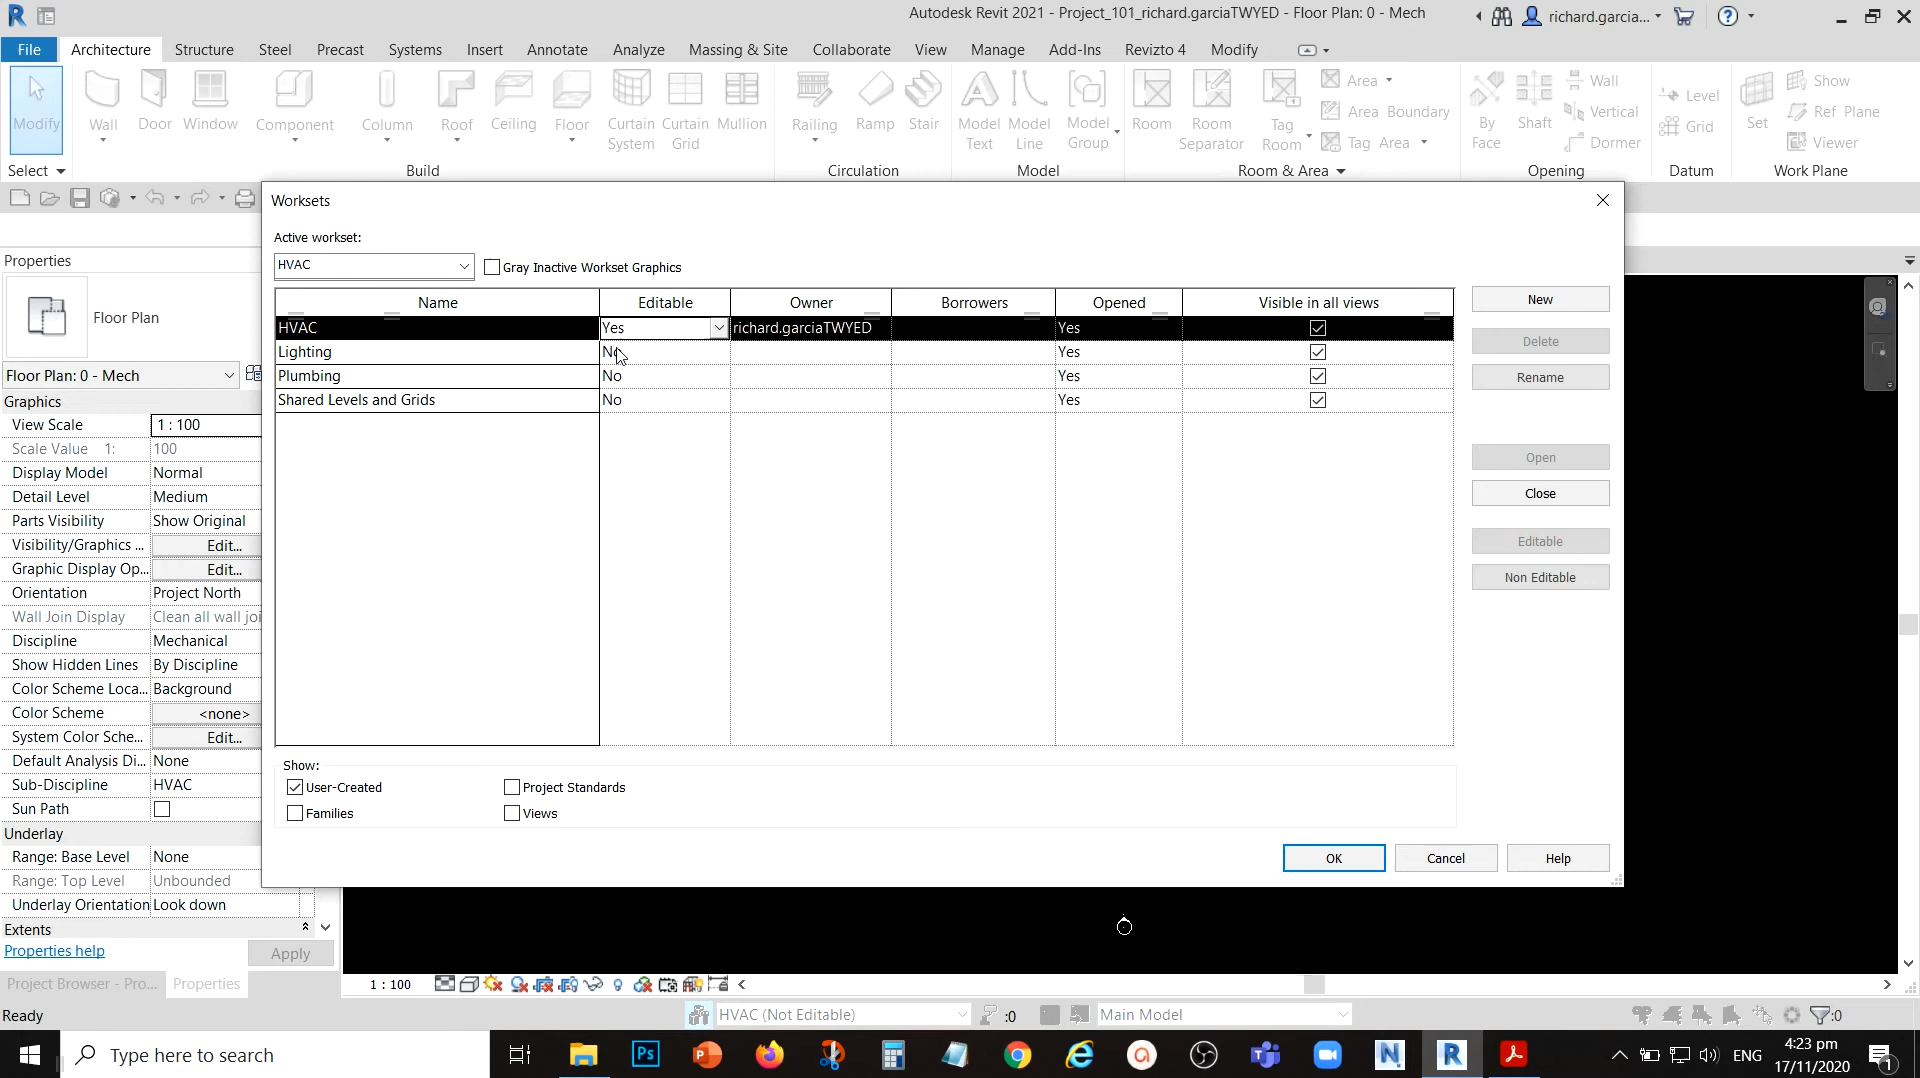 Autodesk Revit 2021 - Project_101_richard.garciaTWYED - Floor Plan: 0 - Mech
richard.garcia...
File Architecture Structure Steel Precast Systems Insert Annotate Analyze Massing & Site Collaborate View Manage Add-Ins Revizto 4 Modify
Modify
Wall
Door
Window
Component
Column
Roof
Ceiling
Floor
Curtain System
Curtain Grid
Mullion
Railing
Ramp
Stair
Model Text
Model Line
Model Group
Room
Room Separator
Tag Room
Area
Area Boundary
Tag Area
By Face
Shaft
Wall
Vertical
Dormer
Level
Grid
Set
Show
Ref Plane
Viewer
Select Build Circulation Model Room & Area Opening Datum Work Plane
Worksets
Active workset:
HVAC
Gray Inactive Workset Graphics
Name Editable Owner Borrowers Opened Visible in all views
HVAC Yes richard.garciaTWYED Yes
Lighting No Yes
Plumbing No Yes
Shared Levels and Grids No Yes
New
Delete
Rename
Open
Close
Editable
Non Editable
Show:
User-Created
Project Standards
Families
Views
OK Cancel Help
Properties
Floor Plan
Floor Plan: 0 - Mech
Graphics
View Scale 1 : 100
Scale Value 1: 100
Display Model Normal
Detail Level Medium
Parts Visibility Show Original
Visibility/Graphics ... Edit...
Graphic Display Op... Edit...
Orientation Project North
Wall Join Display Clean all wall joi
Discipline Mechanical
Show Hidden Lines By Discipline
Color Scheme Loca... Background
Color Scheme <none>
System Color Sche... Edit...
Default Analysis Di... None
Sub-Discipline HVAC
Sun Path
Underlay
Range: Base Level None
Range: Top Level Unbounded
Underlay Orientation Look down
Extents
Properties help Apply
Project Browser - Pro... Properties
1 : 100
Ready
HVAC (Not Editable)
:0
Main Model
:0
Type here to search
ENG
4:23 pm
17/11/2020
1